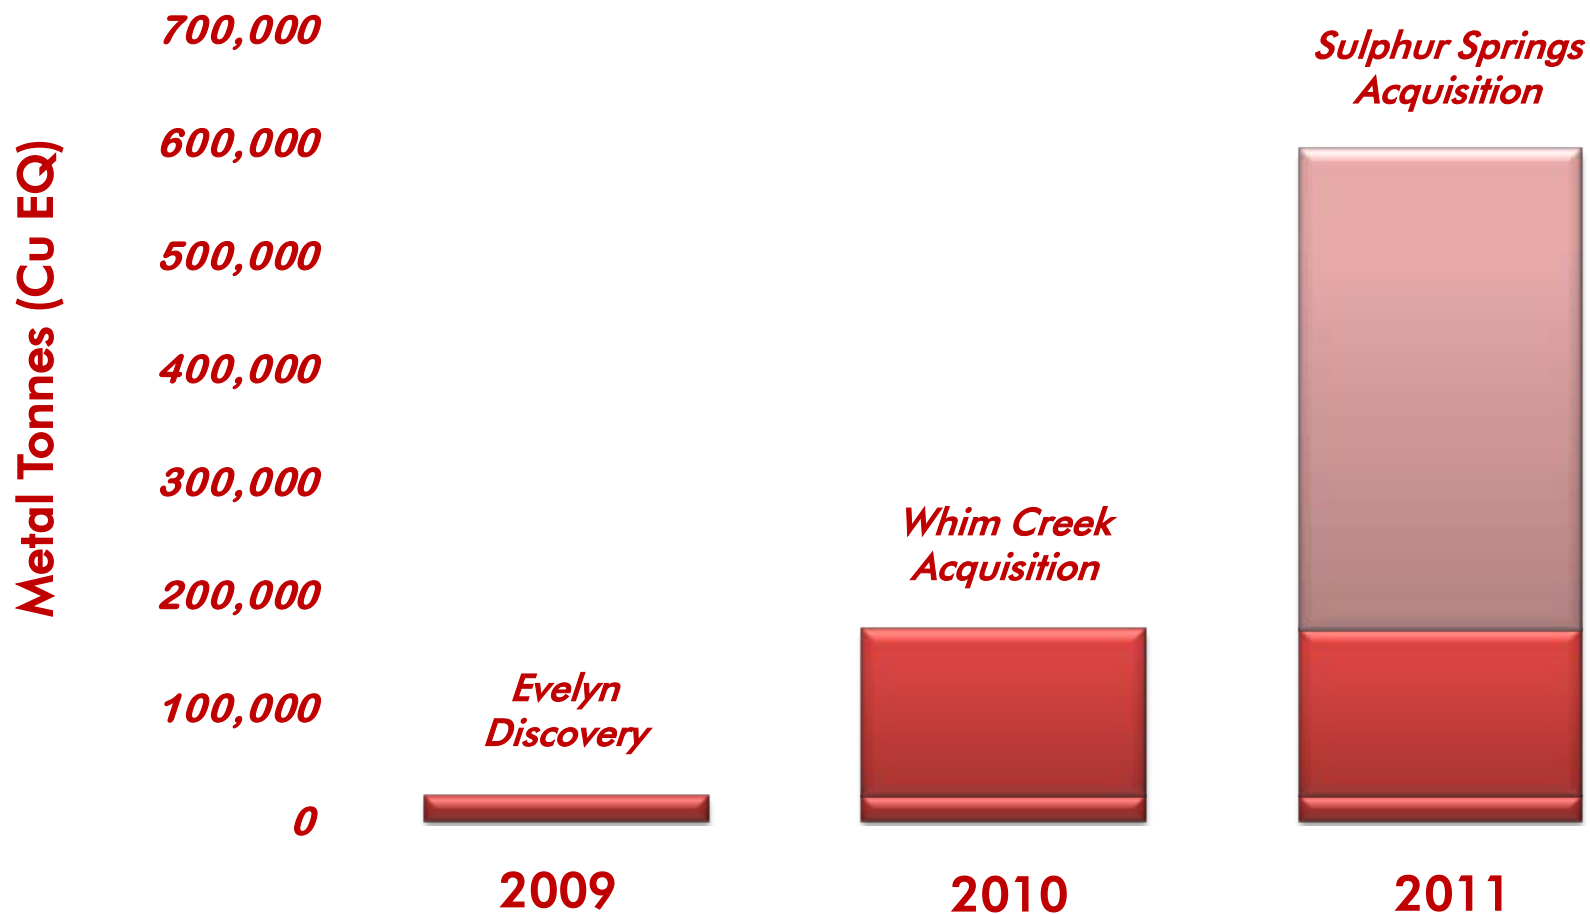 700,000
600,000
500,000
400,000
300,000
200,000
100,000
0
Metal Tonnes (Cu EQ)
Evelyn
Discovery
Whim Creek
Acquisition
Sulphur Springs
Acquisition
2009
2010
2011